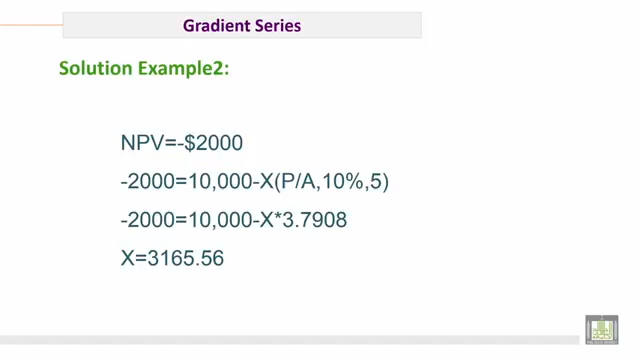 Gradient Series
Solution Example2:
NPV=-$2000
-2000=10,000-X(P/A,10%,5)
-2000=10,000-X*3.7908
X=3165.56